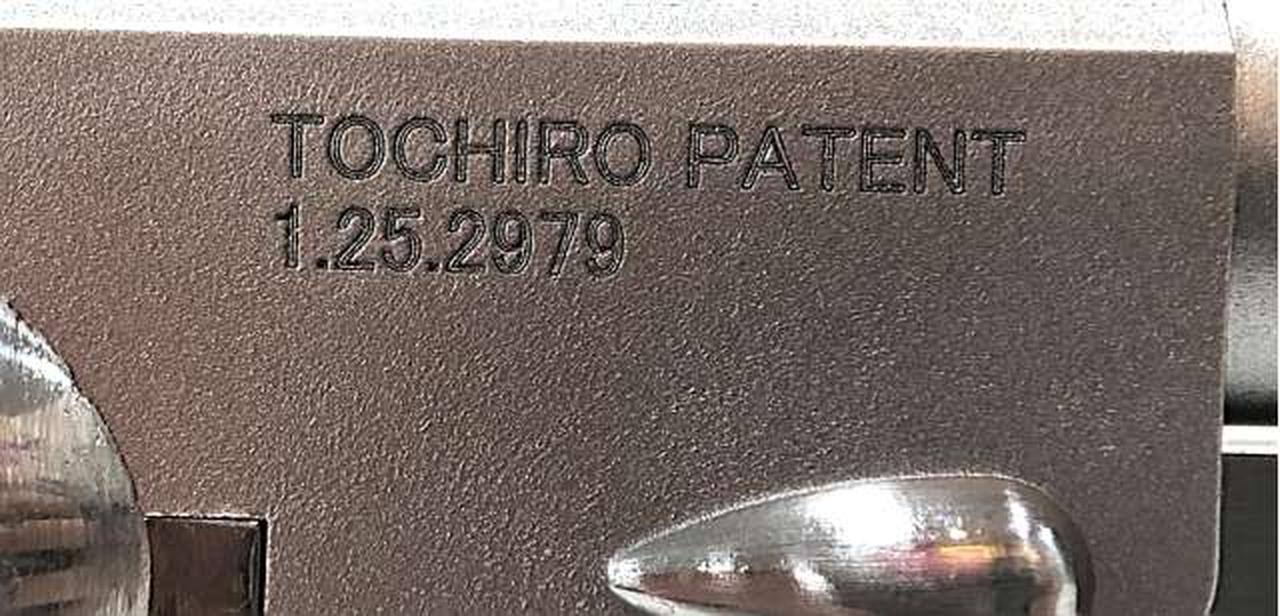 TOCHIRO PATENT
1.25.2979